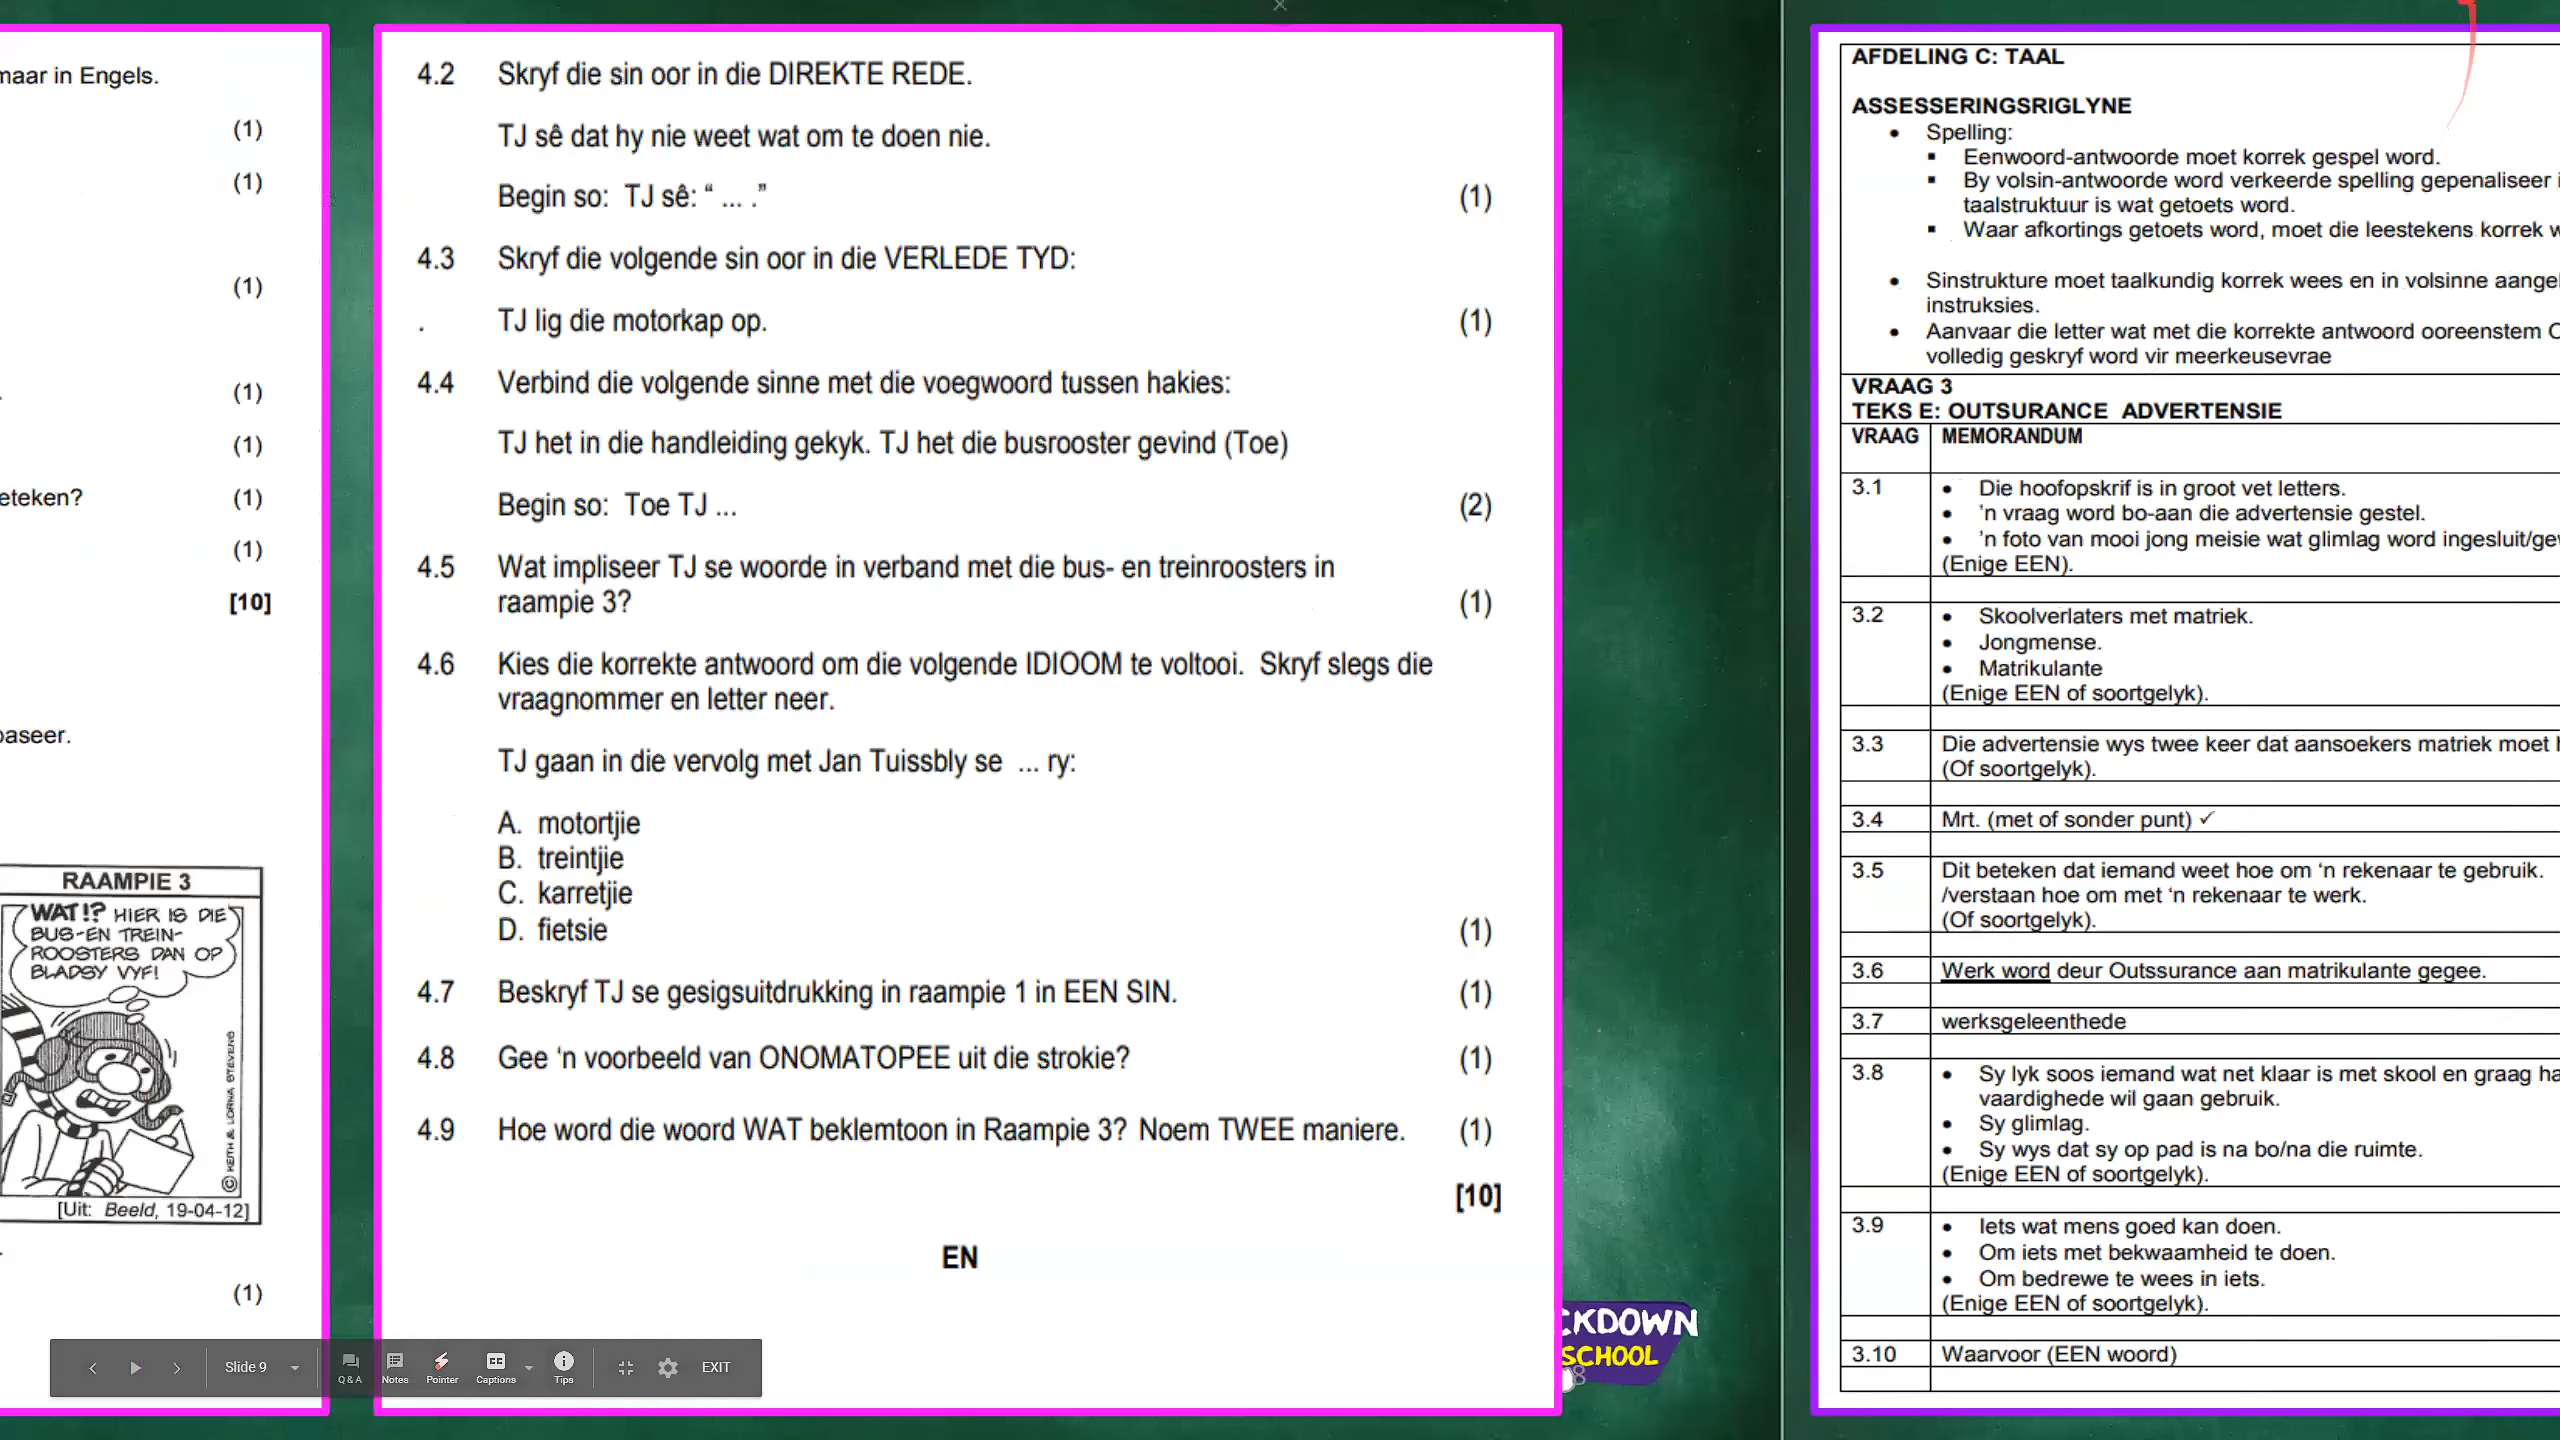 maar in Engels.
(1)
(1)
(1)
(1)
(1)
eteken? (1)
(1)
[10]
baseer.
RAAMPIE 3
WAT!? HIER IS DIE
BUS-EN TREIN-
ROOSTERS DAN OP
BLADSY VYF!
© KEITH & LORNA STEVENS
[Uit: Beeld, 19-04-12]
(1)
4.2 Skryf die sin oor in die DIREKTE REDE.
TJ sê dat hy nie weet wat om te doen nie.
Begin so: TJ sê: “ ... .” (1)
4.3 Skryf die volgende sin oor in die VERLEDE TYD:
. TJ lig die motorkap op. (1)
4.4 Verbind die volgende sinne met die voegwoord tussen hakies:
TJ het in die handleiding gekyk. TJ het die busrooster gevind (Toe)
Begin so: Toe TJ ... (2)
4.5 Wat impliseer TJ se woorde in verband met die bus- en treinroosters in
raampie 3? (1)
4.6 Kies die korrekte antwoord om die volgende IDIOOM te voltooi. Skryf slegs die
vraagnommer en letter neer.
TJ gaan in die vervolg met Jan Tuissbly se ... ry:
A. motortjie
B. treintjie
C. karretjie
D. fietsie (1)
4.7 Beskryf TJ se gesigsuitdrukking in raampie 1 in EEN SIN. (1)
4.8 Gee ‘n voorbeeld van ONOMATOPEE uit die strokie? (1)
4.9 Hoe word die woord WAT beklemtoon in Raampie 3? Noem TWEE maniere. (1)
[10]
EN
CKDOWN
SCHOOL
8
Slide 9
Q&A Notes Pointer Captions Tips EXIT
AFDELING C: TAAL
ASSESSERINGSRIGLYNE
• Spelling:
▪ Eenwoord-antwoorde moet korrek gespel word.
▪ By volsin-antwoorde word verkeerde spelling gepenaliseer i
taalstruktuur is wat getoets word.
▪ Waar afkortings getoets word, moet die leestekens korrek w
• Sinstrukture moet taalkundig korrek wees en in volsinne aange
instruksies.
• Aanvaar die letter wat met die korrekte antwoord ooreenstem O
volledig geskryf word vir meerkeusevrae
VRAAG 3
TEKS E: OUTSURANCE ADVERTENSIE
VRAAG MEMORANDUM
3.1 • Die hoofopskrif is in groot vet letters.
• ’n vraag word bo-aan die advertensie gestel.
• ’n foto van mooi jong meisie wat glimlag word ingesluit/ge
(Enige EEN).
3.2 • Skoolverlaters met matriek.
• Jongmense.
• Matrikulante
(Enige EEN of soortgelyk).
3.3 Die advertensie wys twee keer dat aansoekers matriek moet h
(Of soortgelyk).
3.4 Mrt. (met of sonder punt) ✓
3.5 Dit beteken dat iemand weet hoe om ‘n rekenaar te gebruik.
/verstaan hoe om met ‘n rekenaar te werk.
(Of soortgelyk).
3.6 Werk word deur Outssurance aan matrikulante gegee.
3.7 werksgeleenthede
3.8 • Sy lyk soos iemand wat net klaar is met skool en graag ha
vaardighede wil gaan gebruik.
• Sy glimlag.
• Sy wys dat sy op pad is na bo/na die ruimte.
(Enige EEN of soortgelyk).
3.9 • Iets wat mens goed kan doen.
• Om iets met bekwaamheid te doen.
• Om bedrewe te wees in iets.
(Enige EEN of soortgelyk).
3.10 Waarvoor (EEN woord)